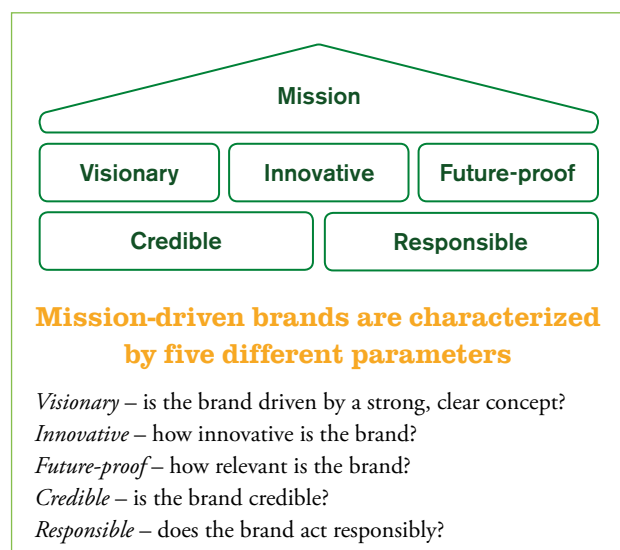 Mission
Visionary Innovative Future-proof
Credible Responsible
Mission-driven brands are characterized
by five different parameters
Visionary – is the brand driven by a strong, clear concept?
Innovative – how innovative is the brand?
Future-proof – how relevant is the brand?
Credible – is the brand credible?
Responsible – does the brand act responsibly?